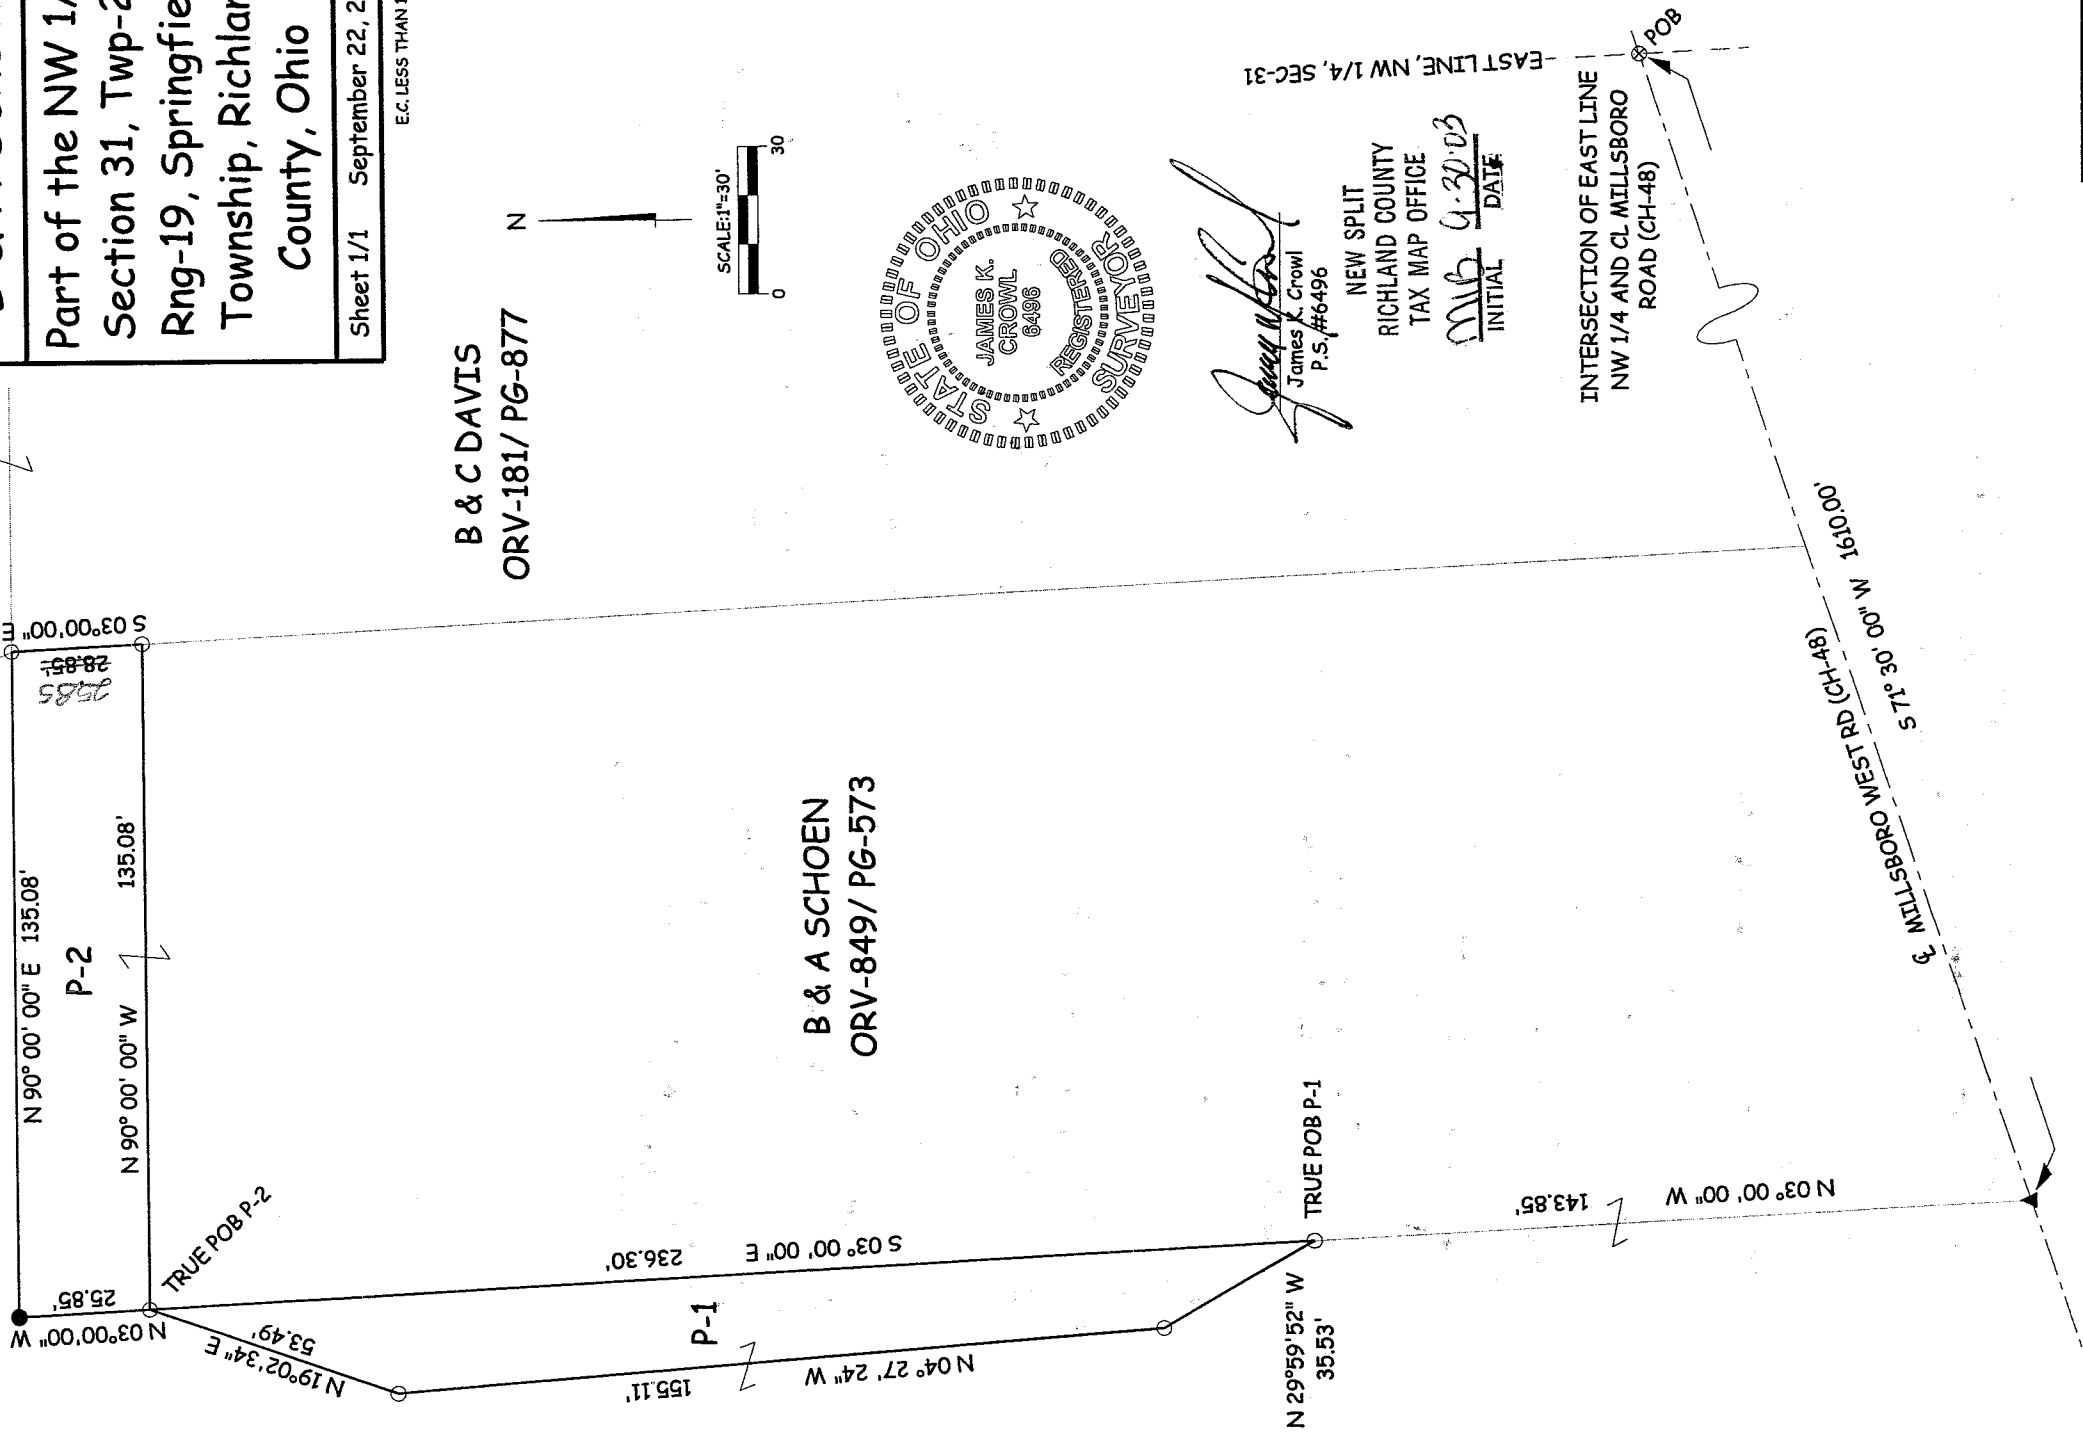 Part of the NW 1/
Section 31, Twp-2
Rng-19, Springfie
Township, Richlan
County, Ohio
Sheet 1/1 September 22, 2
E.C. LESS THAN 1
N
SCALE:1"=30'
0 30
B & C DAVIS
ORV-181/ PG-877
STATE OF OHIO
JAMES K.
CROWL
6496
REGISTERED
SURVEYOR
James K. Crowl
P.S. #6496
NEW SPLIT
RICHLAND COUNTY
TAX MAP OFFICE
MB 9-30-03
INITIAL DATE
EAST LINE, NW 1/4, SEC-31
POB
INTERSECTION OF EAST LINE
NW 1/4 AND CL MILLSBORO
ROAD (CH-48)
S 03°00'00" E
28.85'
25.85
N 90° 00' 00" E 135.08'
P-2
N 90° 00' 00" W 135.08'
N 03°00'00" W
25.85'
TRUE POB P-2
N 19°02'34" E
53.49'
S 03° 00' 00" E 236.30'
P-1
N 04° 27' 24" W 155.11'
N 29°59'52" W
35.53'
TRUE POB P-1
B & A SCHOEN
ORV-849/ PG-573
N 03° 00' 00" W 143.85'
℄ MILLSBORO WEST RD (CH-48)
S 71° 30' 00" W 1610.00'